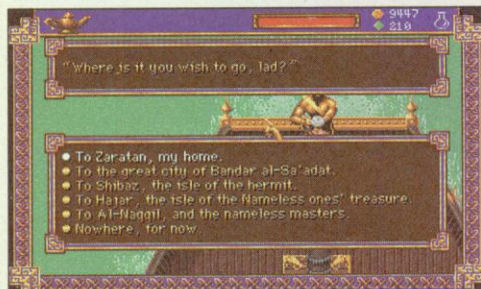 9447
210
"Where is it you wish to go, lad?"
To Zaratan, my home.
To the great city of Bandar al-Sa'adat.
To Shibaz, the isle of the hermit.
To Hajar, the isle of the Nameless ones' treasure.
To Al-Naqqil, and the nameless masters.
Nowhere, for now